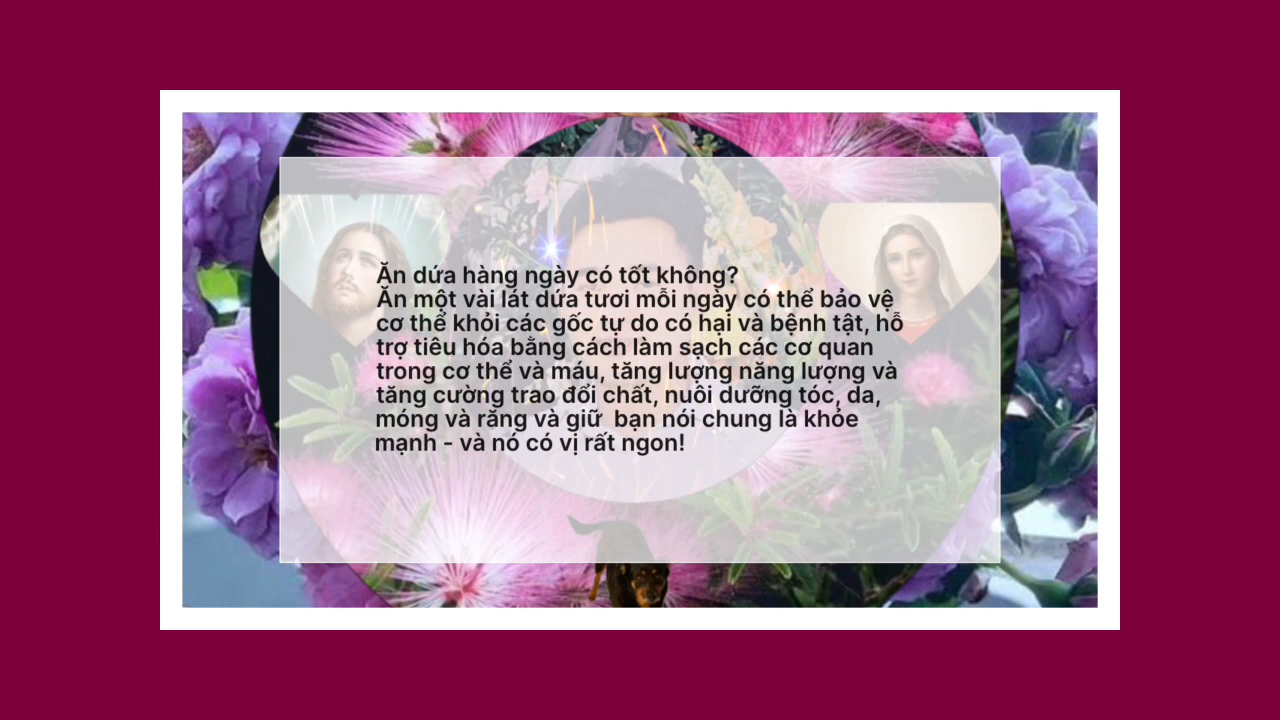 Ăn dứa hàng ngày có tốt không?
Ăn một vài lát dứa tươi mỗi ngày có thể bảo vệ
cơ thể khỏi các gốc tự do có hại và bệnh tật, hỗ
trợ tiêu hóa bằng cách làm sạch các cơ quan
trong cơ thể và máu, tăng lượng năng lượng và
tăng cường trao đổi chất, nuôi dưỡng tóc, da,
móng và răng và giữ  bạn nói chung là khỏe
mạnh - và nó có vị rất ngon!